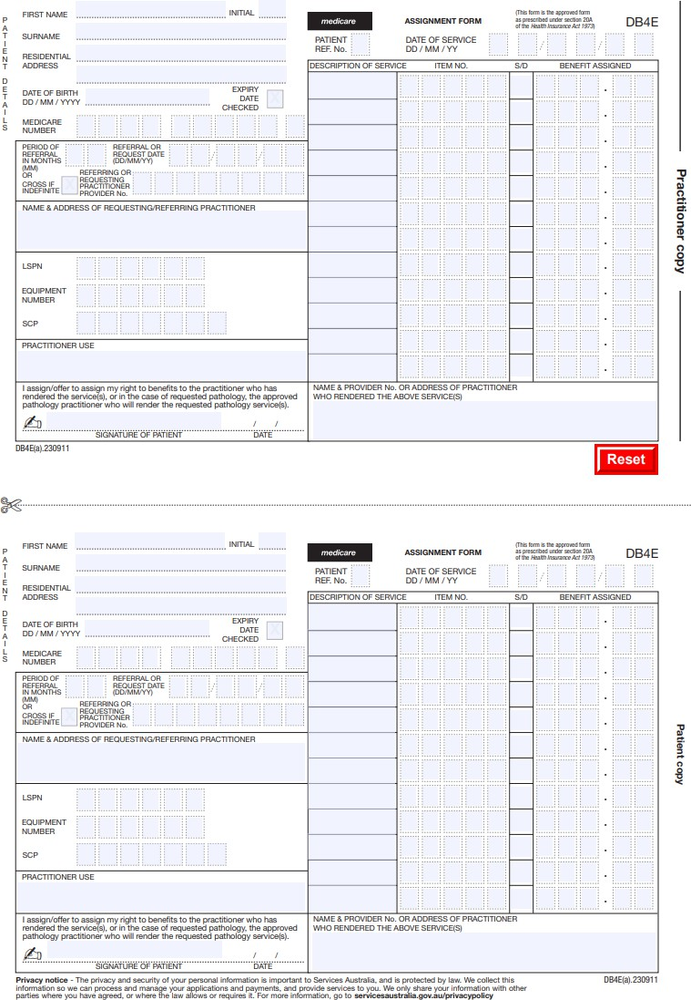 PATIENT DETAILS
FIRST NAME
INITIAL
SURNAME
RESIDENTIAL
ADDRESS
DATE OF BIRTH
DD / MM / YYYY
EXPIRY
DATE
CHECKED
X
MEDICARE
NUMBER
medicare
ASSIGNMENT FORM
(This form is the approved form
as prescribed under section 20A
of the Health Insurance Act 1973)
DB4E
PATIENT
REF. No.
DATE OF SERVICE
DD / MM / YY
/ /
DESCRIPTION OF SERVICE ITEM NO. S/D BENEFIT ASSIGNED
PERIOD OF
REFERRAL
IN MONTHS
(MM)
OR
CROSS IF
INDEFINITE
X
REFERRAL OR
REQUEST DATE
(DD/MM/YY)
/ /
REFERRING OR
REQUESTING
PRACTITIONER
PROVIDER No.
NAME & ADDRESS OF REQUESTING/REFERRING PRACTITIONER
LSPN
EQUIPMENT
NUMBER
SCP
PRACTITIONER USE
I assign/offer to assign my right to benefits to the practitioner who has
rendered the service(s), or in the case of requested pathology, the approved
pathology practitioner who will render the requested pathology service(s).
/ /
SIGNATURE OF PATIENT DATE
NAME & PROVIDER No. OR ADDRESS OF PRACTITIONER
WHO RENDERED THE ABOVE SERVICE(S)
Practitioner copy
DB4E(a).230911
Reset
PATIENT DETAILS
FIRST NAME
INITIAL
SURNAME
RESIDENTIAL
ADDRESS
DATE OF BIRTH
DD / MM / YYYY
EXPIRY
DATE
CHECKED
X
MEDICARE
NUMBER
medicare
ASSIGNMENT FORM
(This form is the approved form
as prescribed under section 20A
of the Health Insurance Act 1973)
DB4E
PATIENT
REF. No.
DATE OF SERVICE
DD / MM / YY
/ /
DESCRIPTION OF SERVICE ITEM NO. S/D BENEFIT ASSIGNED
PERIOD OF
REFERRAL
IN MONTHS
(MM)
OR
CROSS IF
INDEFINITE
X
REFERRAL OR
REQUEST DATE
(DD/MM/YY)
/ /
REFERRING OR
REQUESTING
PRACTITIONER
PROVIDER No.
NAME & ADDRESS OF REQUESTING/REFERRING PRACTITIONER
LSPN
EQUIPMENT
NUMBER
SCP
PRACTITIONER USE
I assign/offer to assign my right to benefits to the practitioner who has
rendered the service(s), or in the case of requested pathology, the approved
pathology practitioner who will render the requested pathology service(s).
/ /
SIGNATURE OF PATIENT DATE
NAME & PROVIDER No. OR ADDRESS OF PRACTITIONER
WHO RENDERED THE ABOVE SERVICE(S)
Patient copy
Privacy notice - The privacy and security of your personal information is important to Services Australia, and is protected by law. We collect this
information so we can process and manage your applications and payments, and provide services to you. We only share your information with other
parties where you have agreed, or where the law allows or requires it. For more information, go to servicesaustralia.gov.au/privacypolicy
DB4E(a).230911